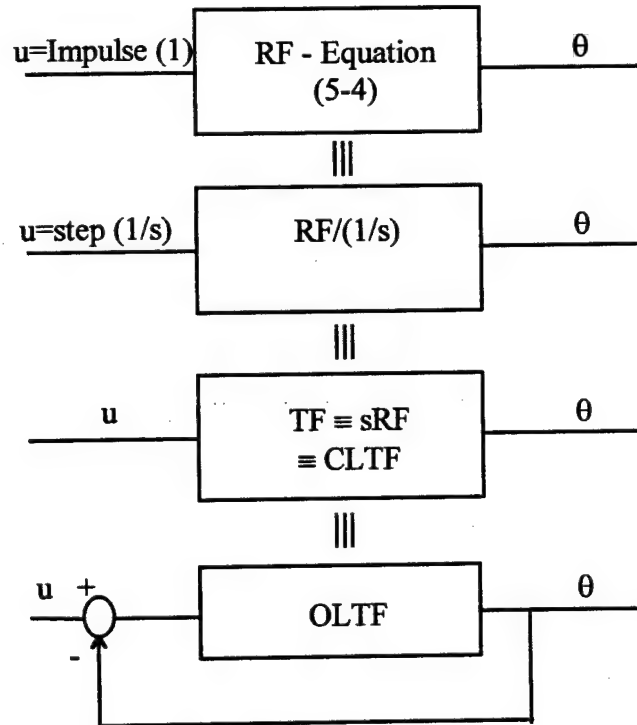 u=Impulse (1)
RF - Equation
(5-4)
θ
|||
u=step (1/s)
RF/(1/s)
θ
|||
u
TF ≡ sRF
≡ CLTF
θ
|||
u
+
-
OLTF
θ